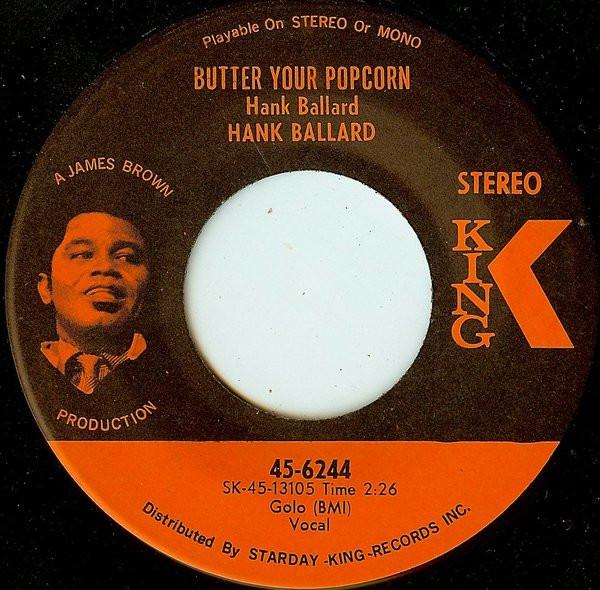 Playable On STEREO Or MONO
BUTTER YOUR POPCORN
Hank Ballard
HANK BALLARD
A JAMES BROWN
PRODUCTION
STEREO
KING
K
45-6244
SK-45-13105 Time 2:26
Golo (BMI)
Vocal
Distributed By STARDAY-KING-RECORDS INC.